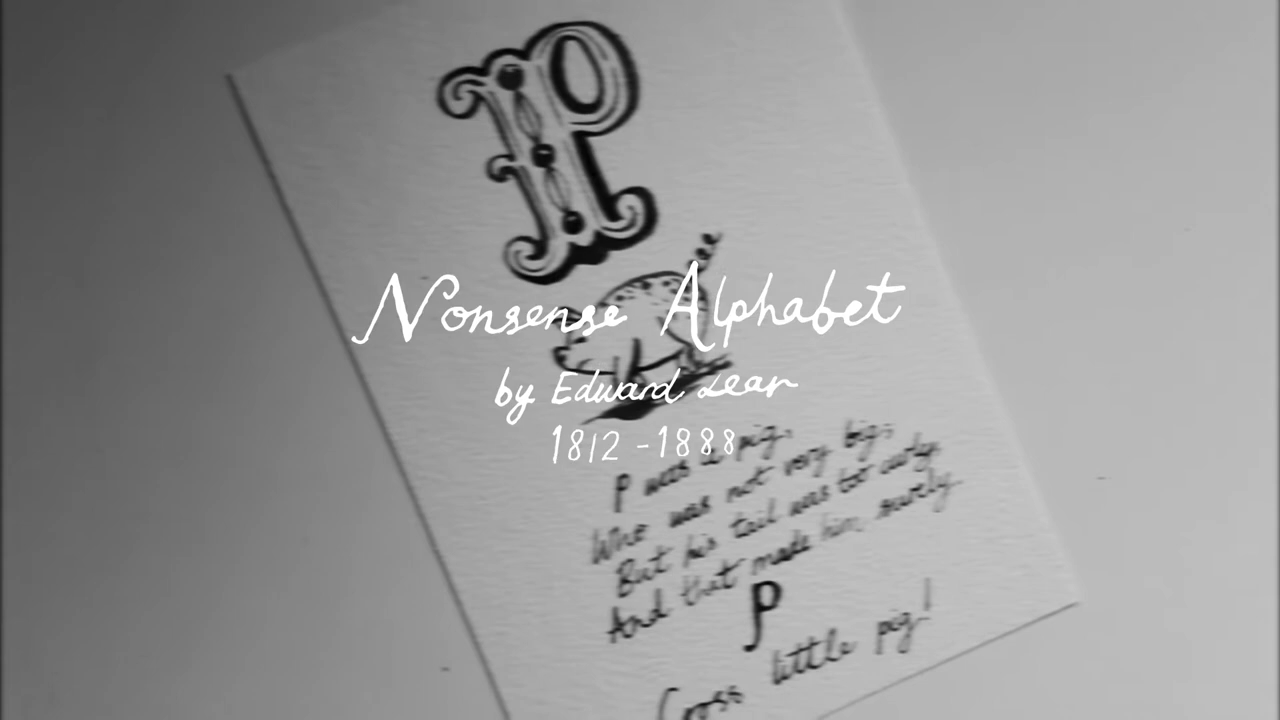 P
Nonsense Alphabet
by Edward Lear
1812 - 1888
P was a pig,
Who was not very big;
But his tail was too curly,
And that made him surly.
P
Cross little pig!